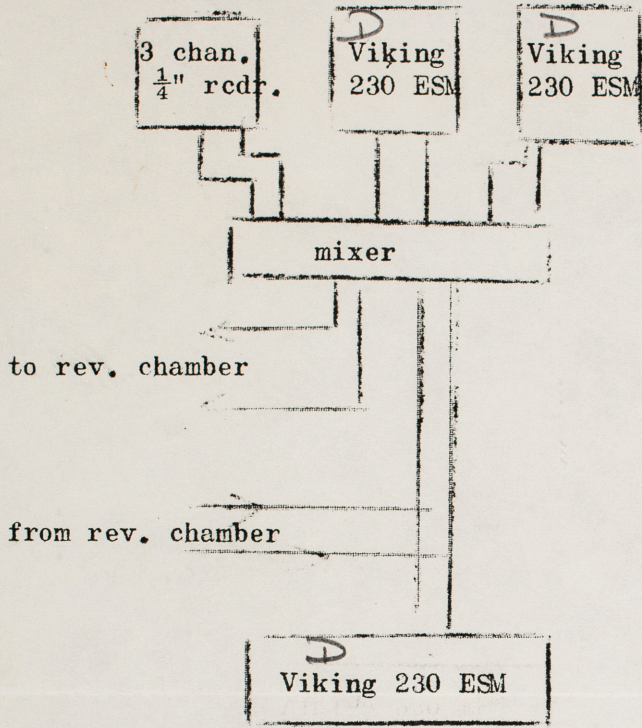 3 chan.
1/4" rcdr.
D
Viking
230 ESM
D
Viking
230 ESM
mixer
to rev. chamber
from rev. chamber
D
Viking 230 ESM